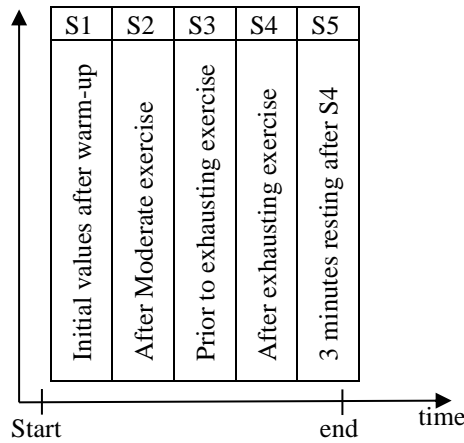 S1 S2 S3 S4 S5
Initial values after warm-up
After Moderate exercise
Prior to exhausting exercise
After exhausting exercise
3 minutes resting after S4
Start end time